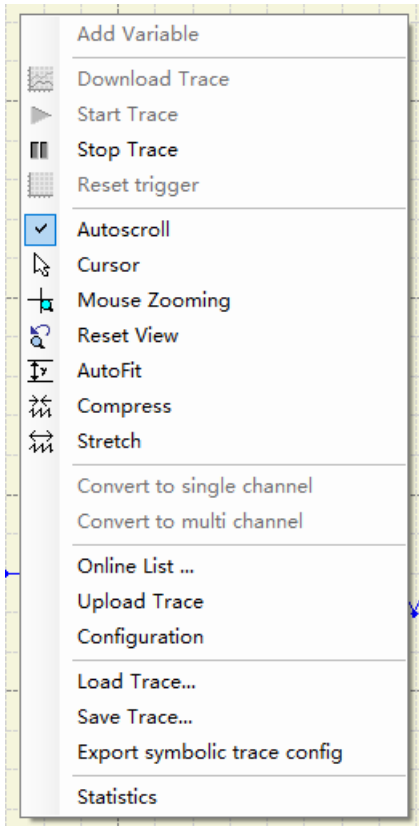 Add Variable
Download Trace
Start Trace
Stop Trace
Reset trigger
Autoscroll
Cursor
Mouse Zooming
Reset View
AutoFit
Compress
Stretch
Convert to single channel
Convert to multi channel
Online List ...
Upload Trace
Configuration
Load Trace...
Save Trace...
Export symbolic trace config
Statistics